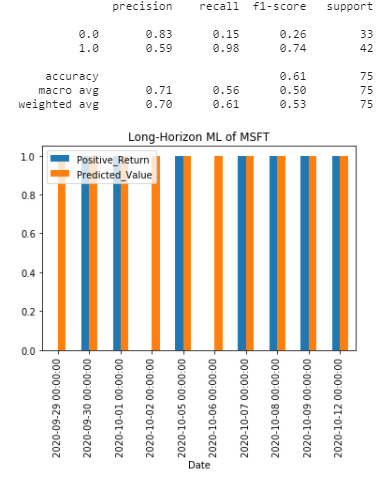 precision recall f1-score support
0.0 0.83 0.15 0.26 33
1.0 0.59 0.98 0.74 42
accuracy 0.61 75
macro avg 0.71 0.56 0.50 75
weighted avg 0.70 0.61 0.53 75
Long-Horizon ML of MSFT
Positive_Return
Predicted_Value
1.0
0.8
0.6
0.4
0.2
0.0
2020-09-29 00:00:00
2020-09-30 00:00:00
2020-10-01 00:00:00
2020-10-02 00:00:00
2020-10-05 00:00:00
2020-10-06 00:00:00
2020-10-07 00:00:00
2020-10-08 00:00:00
2020-10-09 00:00:00
2020-10-12 00:00:00
Date